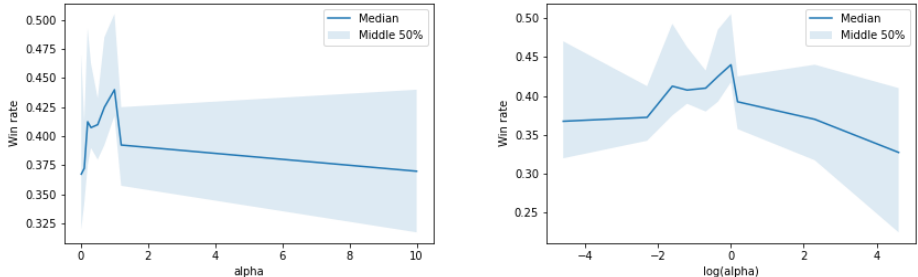 0.500
0.475
0.450
0.425
0.400
0.375
0.350
0.325
Win rate
0 2 4 6 8 10
alpha
Median
Middle 50%
0.50
0.45
0.40
0.35
0.30
0.25
Win rate
−4 −2 0 2 4
log(alpha)
Median
Middle 50%